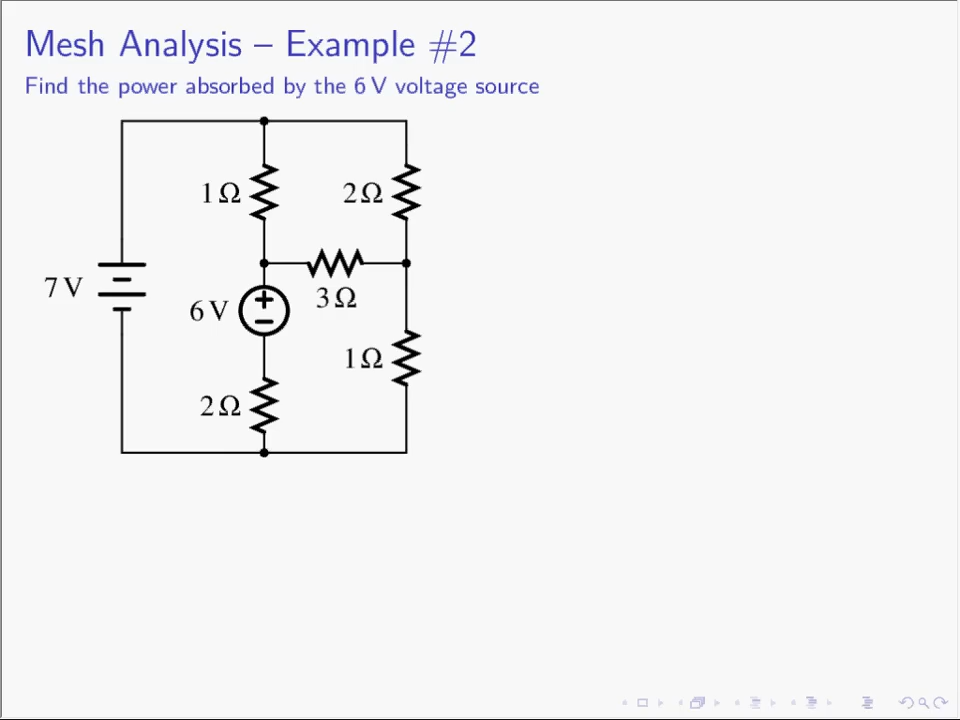 Mesh Analysis – Example #2
Find the power absorbed by the 6 V voltage source
1 Ω
2 Ω
7 V
6 V
3 Ω
1 Ω
2 Ω